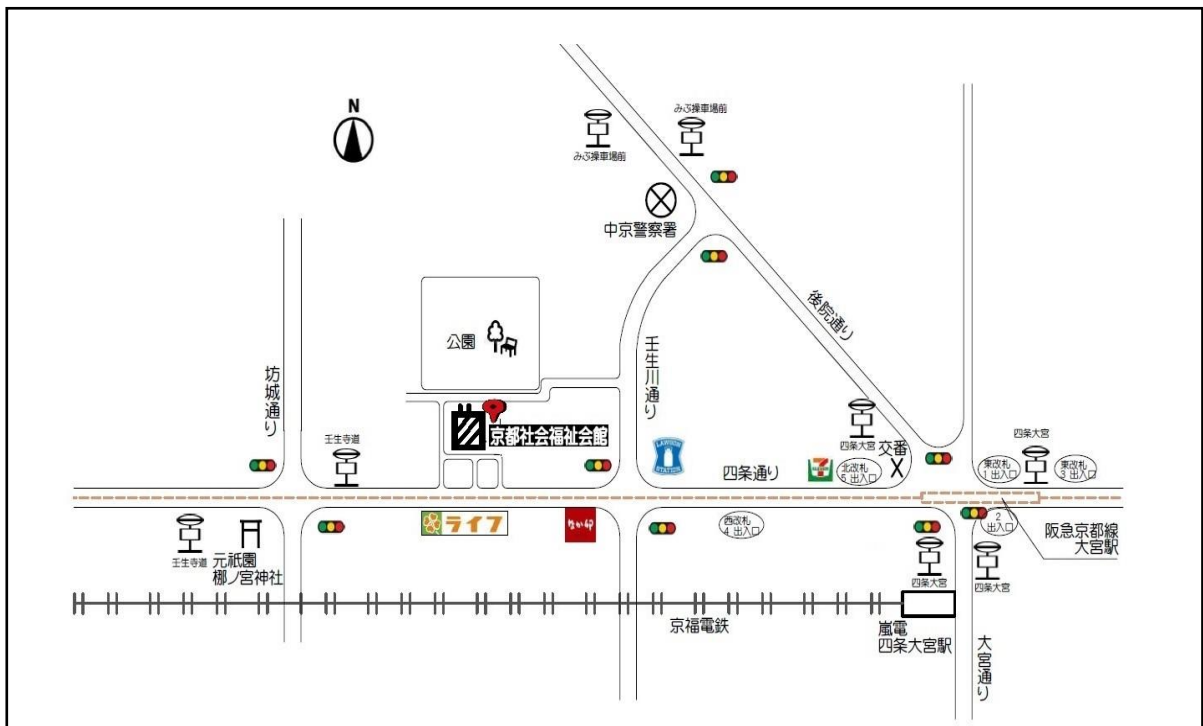 N
みぶ操車場前
みぶ操車場前
中京警察署
後院通り
公園
壬生川通り
坊城通り
京都社会福祉会館
壬生寺道
LAWSON
STATION
四条通り
7
ELEVEN
北改札
5 出入口
四条大宮
交番
四条大宮
東改札
1 出入口
東改札
3 出入口
壬生寺道
元祇園
梛ノ宮神社
ライフ
なか卯
西改札
4 出入口
2
出入口
阪急京都線
大宮駅
四条大宮
四条大宮
京福電鉄
嵐電
四条大宮駅
大宮通り